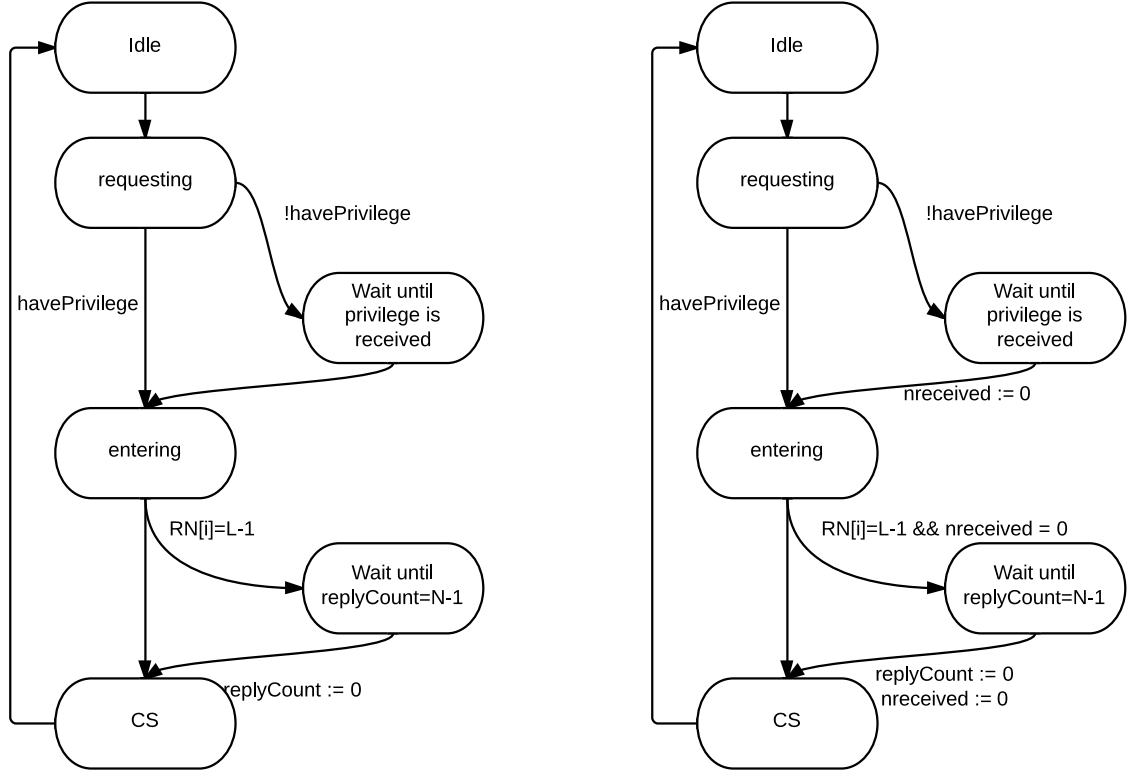 Idle
requesting
!havePrivilege
havePrivilege
Wait until
privilege is
received
entering
RN[i]=L-1
Wait until
replyCount=N-1
replyCount := 0
CS
Idle
requesting
!havePrivilege
havePrivilege
Wait until
privilege is
received
nreceived := 0
entering
RN[i]=L-1 && nreceived = 0
Wait until
replyCount=N-1
replyCount := 0
nreceived := 0
CS